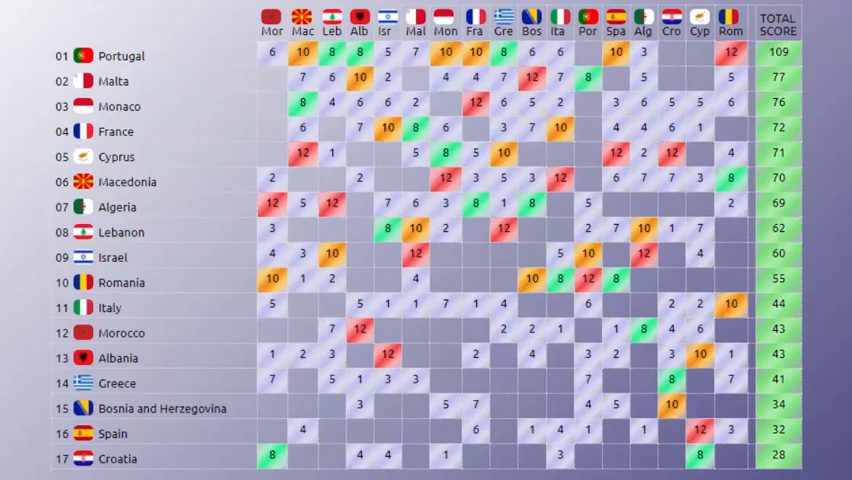 TOTAL
Mor Mac Leb Alb Isr Mal Mon Fra Gre Bos Ita Por Spa Alg Cro Cyp Rom SCORE
01 Portugal 6 10 8 8 5 7 10 10 8 6 6 10 3 12 109
02 Malta 7 6 10 2 4 4 7 12 7 8 5 5 77
03 Monaco 8 4 6 6 2 12 6 5 2 3 6 5 5 6 76
04 France 6 7 10 8 6 3 7 10 4 4 6 1 72
05 Cyprus 12 1 5 8 5 10 12 2 12 4 71
06 Macedonia 2 2 12 3 5 3 12 6 7 7 3 8 70
07 Algeria 12 5 12 7 6 3 8 1 8 5 2 69
08 Lebanon 3 8 10 2 12 2 7 10 1 7 62
09 Israel 4 3 10 12 5 10 12 4 60
10 Romania 10 1 2 4 10 8 12 8 55
11 Italy 5 5 1 1 7 1 4 6 2 2 10 44
12 Morocco 7 12 2 2 1 1 8 4 6 43
13 Albania 1 2 3 12 2 4 3 2 3 10 1 43
14 Greece 7 5 1 3 3 7 8 7 41
15 Bosnia and Herzegovina 3 5 7 4 5 10 34
16 Spain 4 6 1 4 1 1 12 3 32
17 Croatia 8 4 4 1 3 8 28